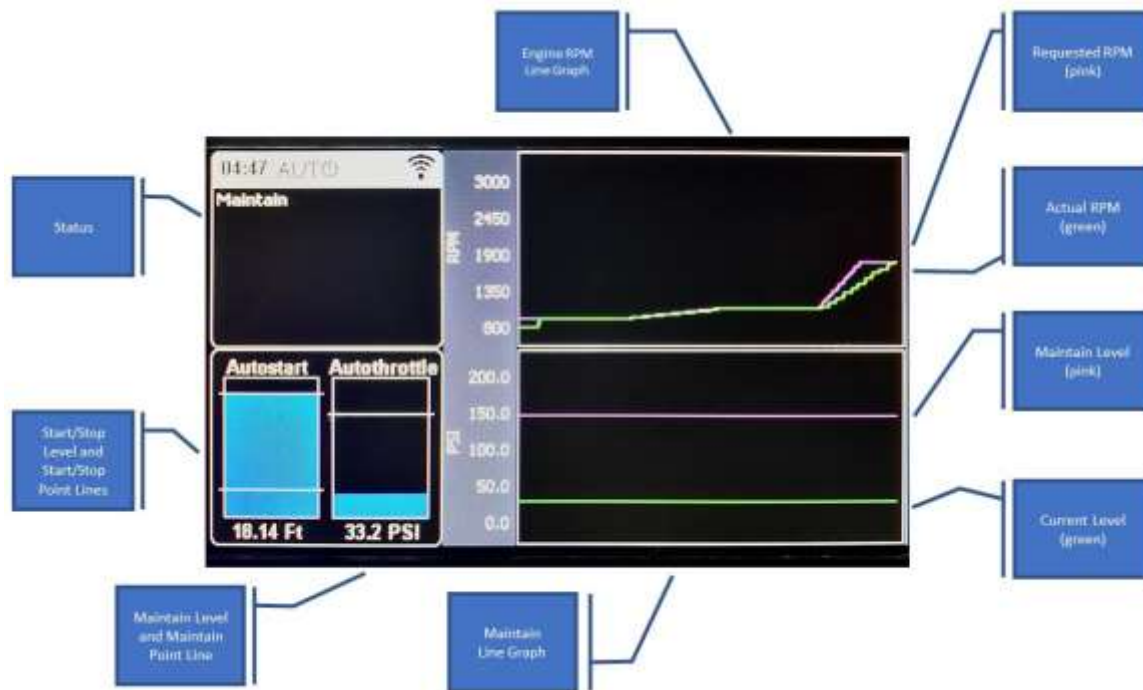 Engine RPM
Line Graph
Requested RPM
(pink)
Status
Actual RPM
(green)
Start/Stop
Level and
Start/Stop
Point Lines
Maintain Level
(pink)
Current Level
(green)
Maintain Level
and Maintain
Point Line
Maintain
Line Graph
04:47 AUTO
Maintain
Autostart Autothrottle
18.14 Ft 33.2 PSI
RPM
3000
2450
1900
1350
800
PSI
200.0
150.0
100.0
50.0
0.0